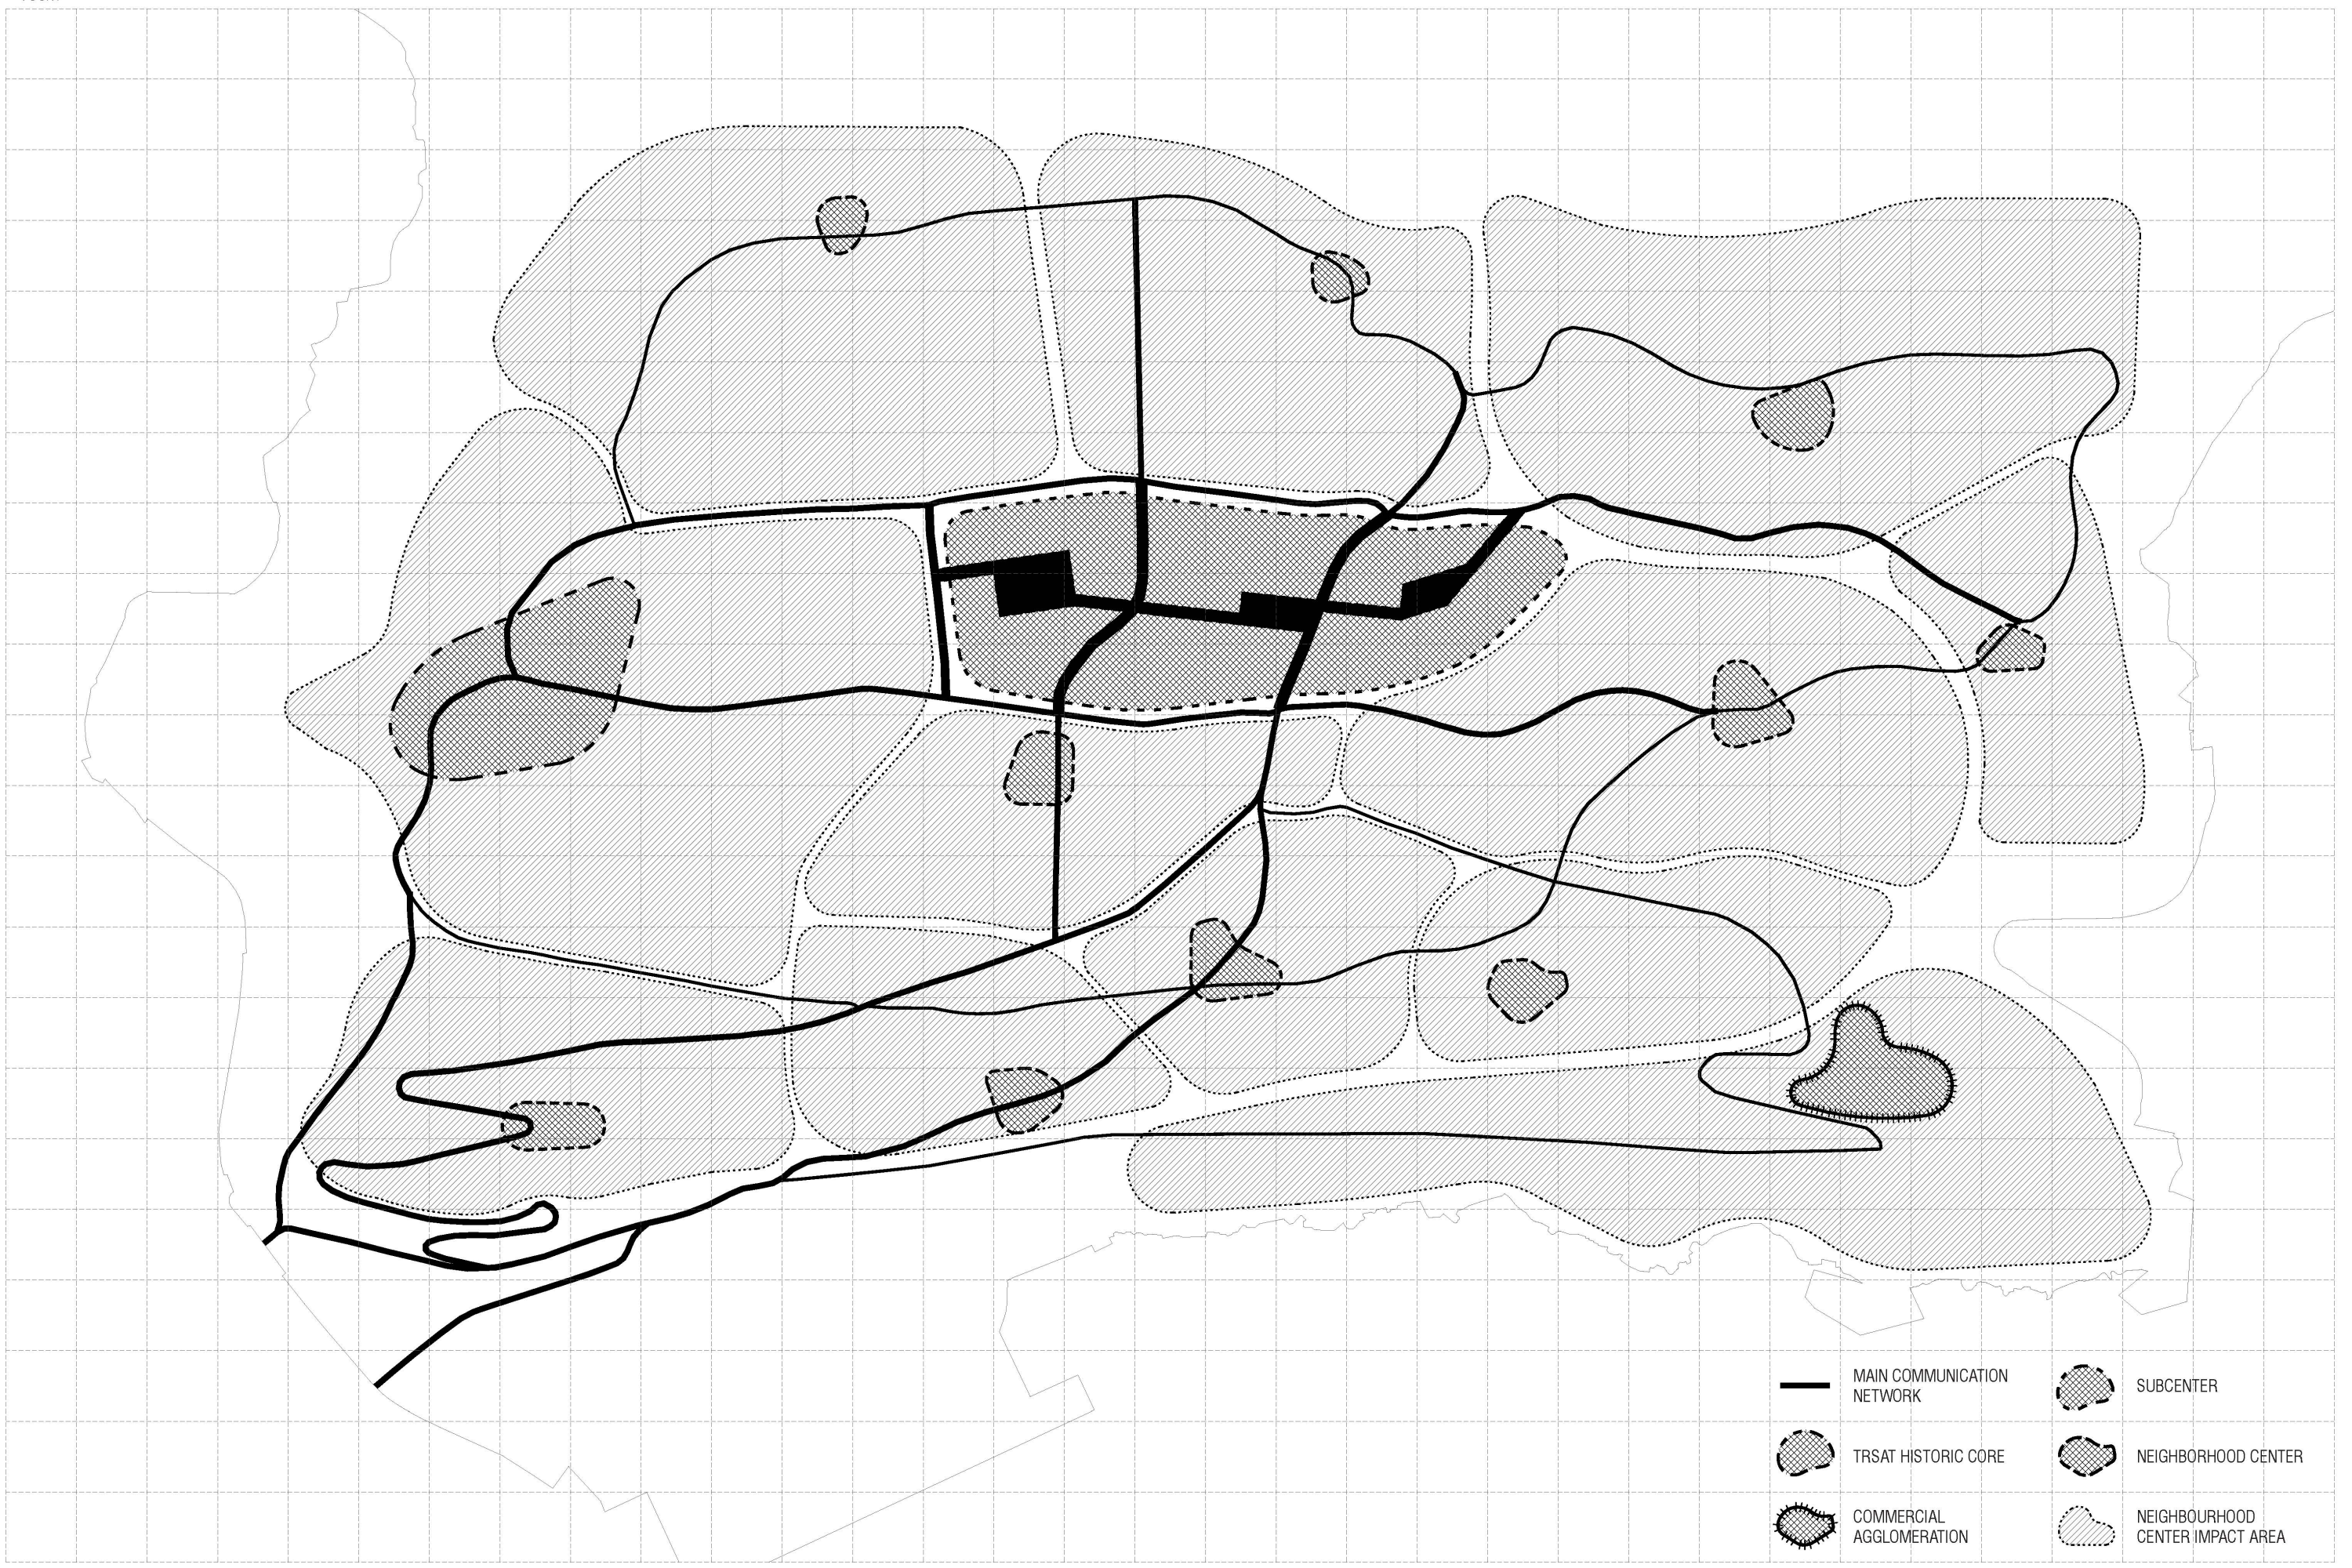 MAIN COMMUNICATION
NETWORK
SUBCENTER
TRSAT HISTORIC CORE
NEIGHBORHOOD CENTER
COMMERCIAL
AGGLOMERATION
NEIGHBOURHOOD
CENTER IMPACT AREA